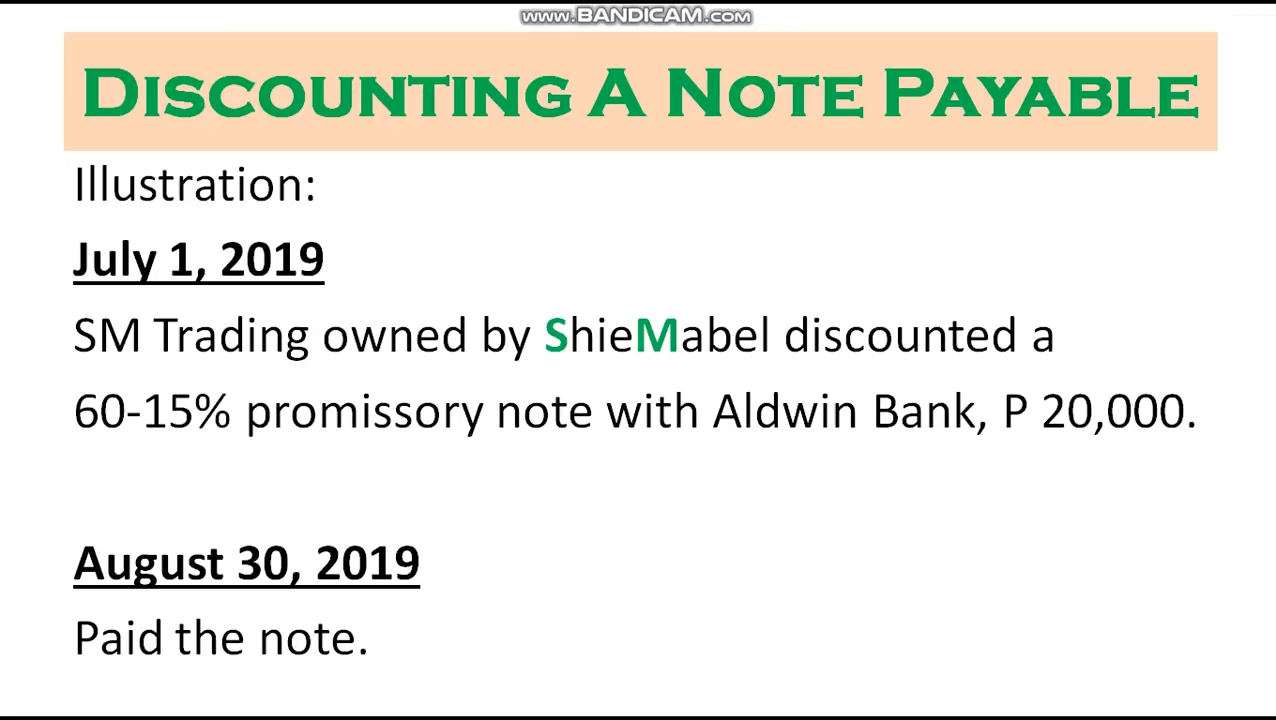 www.BANDICAM.com
DISCOUNTING A NOTE PAYABLE
Illustration:
July 1, 2019
SM Trading owned by ShieMabel discounted a
60-15% promissory note with Aldwin Bank, P 20,000.
August 30, 2019
Paid the note.